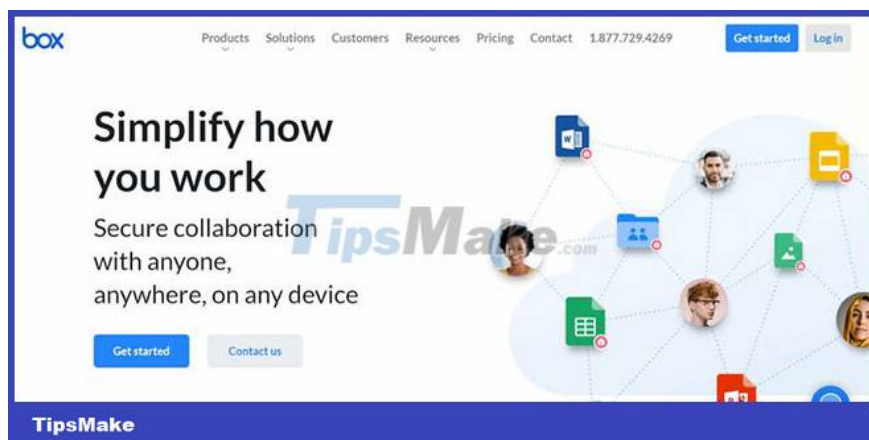 box
Products Solutions Customers Resources Pricing Contact 1.877.729.4269 Get started Log in
Simplify how
you work
Secure collaboration
with anyone,
anywhere, on any device
Get started Contact us
TipsMake.com
W
TipsMake